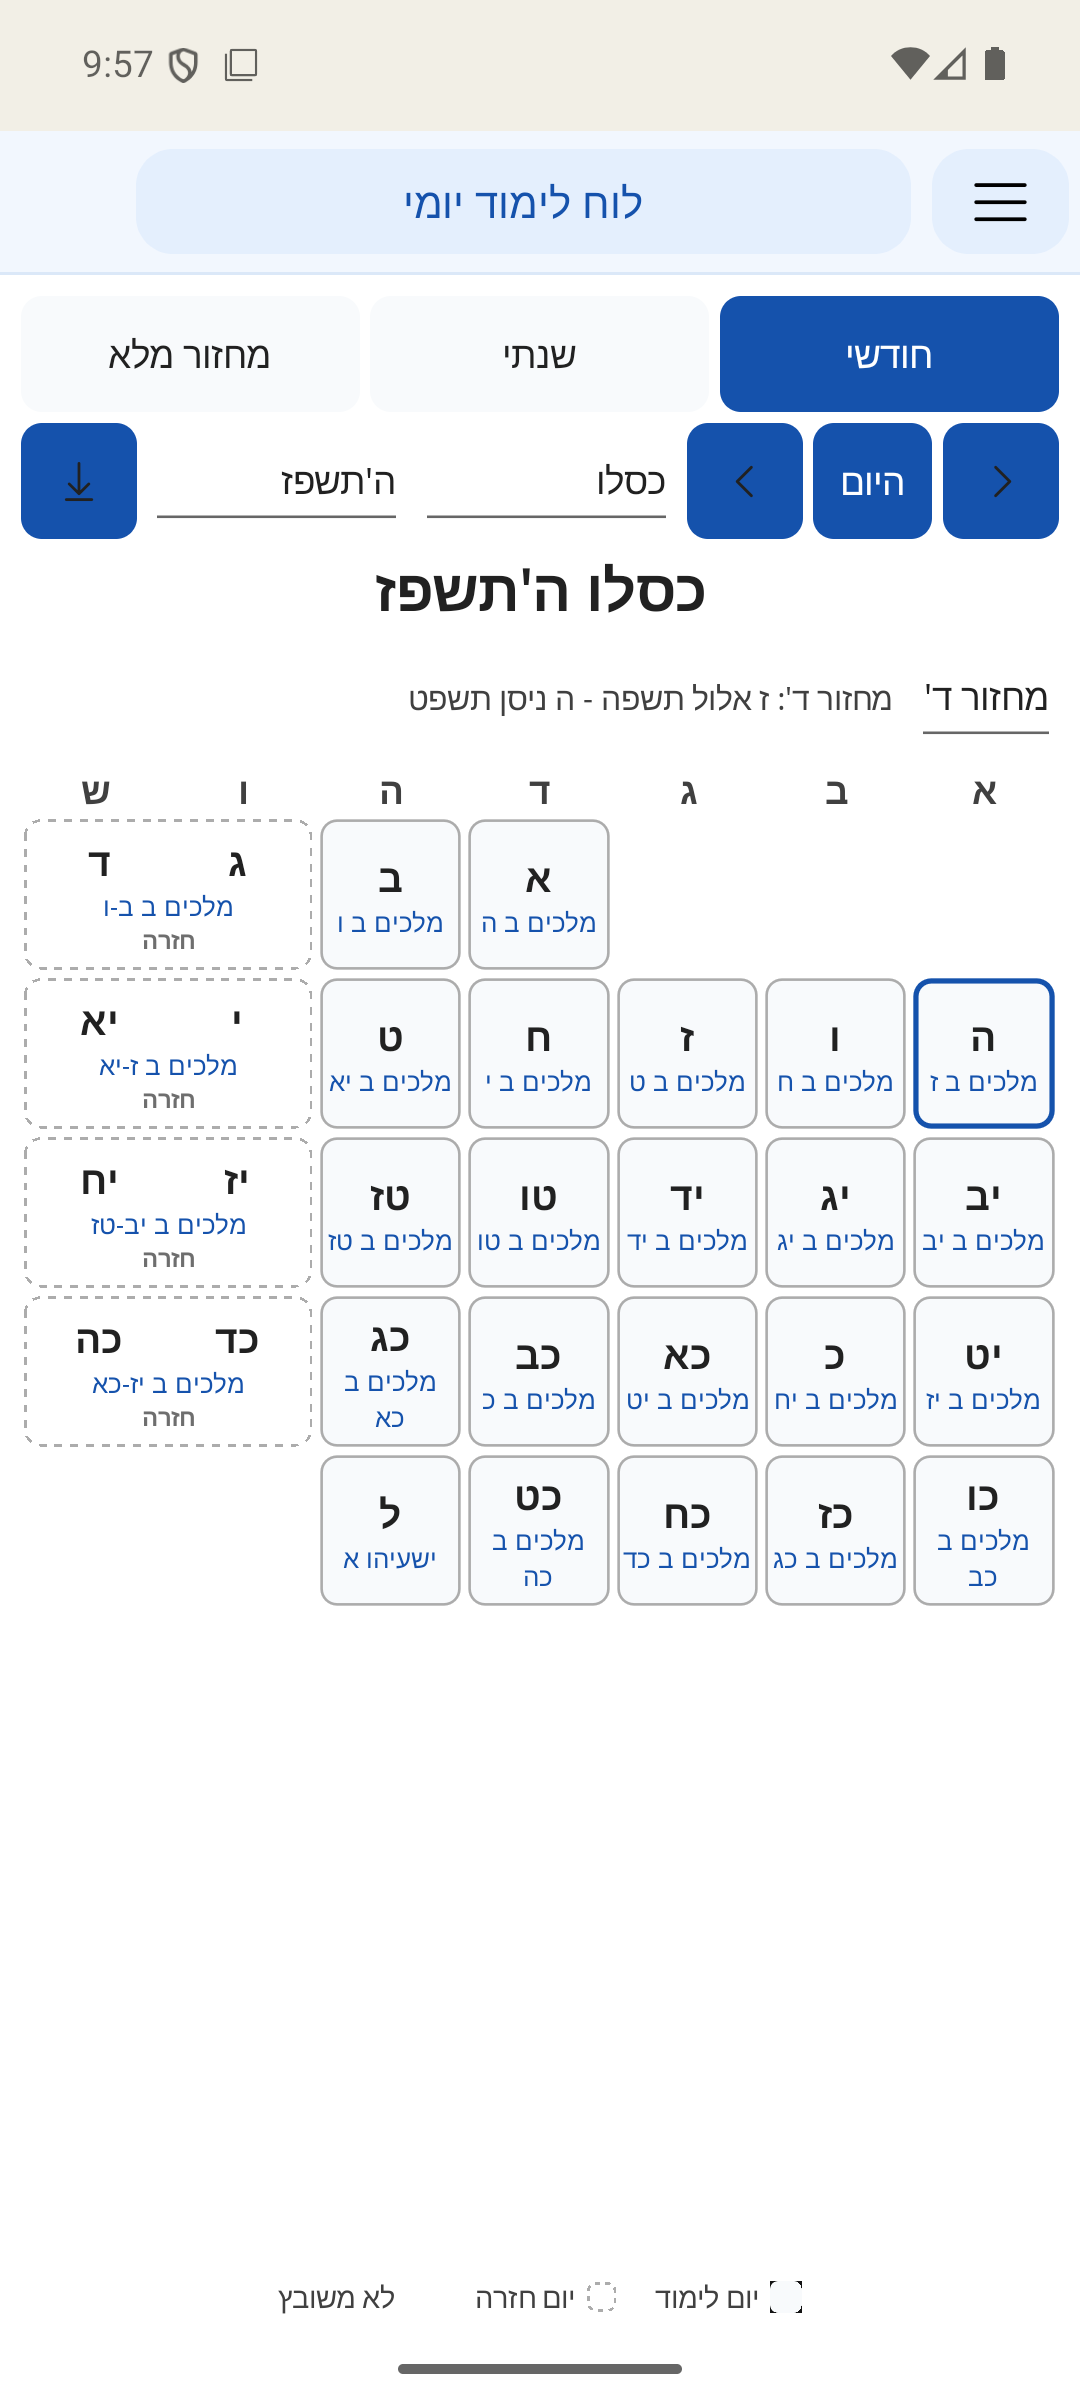 9:57
לוח לימוד יומי
חודשי שנתי מחזור מלא
היום כסלו ה'תשפז
כסלו ה'תשפז
מחזור ד' מחזור ד': ז אלול תשפה - ה ניסן תשפט
א ב ג ד ה ו ש
א
מלכים ב ה
ב
מלכים ב ו
ג ד
מלכים ב ב-ו
חזרה
ה
מלכים ב ז
ו
מלכים ב ח
ז
מלכים ב ט
ח
מלכים ב י
ט
מלכים ב יא
י יא
מלכים ב ז-יא
חזרה
יב
מלכים ב יב
יג
מלכים ב יג
יד
מלכים ב יד
טו
מלכים ב טו
טז
מלכים ב טז
יז יח
מלכים ב יב-טז
חזרה
יט
מלכים ב יז
כ
מלכים ב יח
כא
מלכים ב יט
כב
מלכים ב כ
כג
מלכים ב
כא
כד כה
מלכים ב יז-כא
חזרה
כו
מלכים ב
כב
כז
מלכים ב כג
כח
מלכים ב כד
כט
מלכים ב
כה
ל
ישעיהו א
יום לימוד יום חזרה לא משובץ